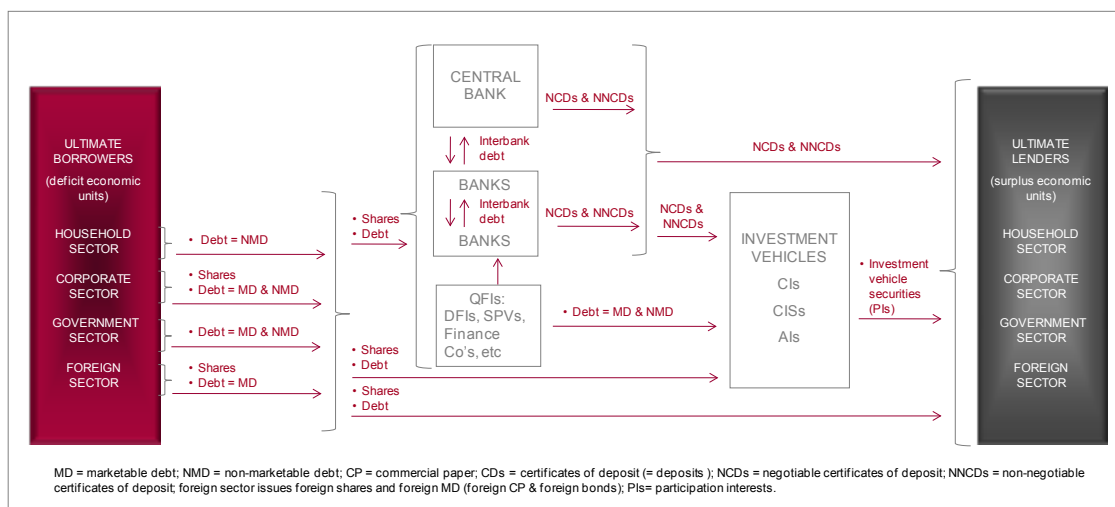 ULTIMATE
BORROWERS
(deficit economic
units)
HOUSEHOLD
SECTOR
CORPORATE
SECTOR
GOVERNMENT
SECTOR
FOREIGN
SECTOR
• Debt = NMD
• Shares
• Debt = MD & NMD
• Debt = MD & NMD
• Shares
• Debt = MD
• Shares
• Debt
CENTRAL
BANK
Interbank
debt
BANKS
Interbank
debt
BANKS
QFIs:
DFIs, SPVs,
Finance
Co's, etc
NCDs & NNCDs
NCDs & NNCDs
NCDs &
NNCDs
NCDs & NNCDs
• Debt = MD & NMD
• Shares
• Debt
• Shares
• Debt
INVESTMENT
VEHICLES
CIs
CISs
AIs
• Investment
vehicle
securities
(PIs)
ULTIMATE
LENDERS
(surplus economic
units)
HOUSEHOLD
SECTOR
CORPORATE
SECTOR
GOVERNMENT
SECTOR
FOREIGN
SECTOR
MD = marketable debt; NMD = non-marketable debt; CP = commercial paper; CDs = certificates of deposit (= deposits ); NCDs = negotiable certificates of deposit; NNCDs = non-negotiable
certificates of deposit; foreign sector issues foreign shares and foreign MD (foreign CP & foreign bonds); PIs= participation interests.